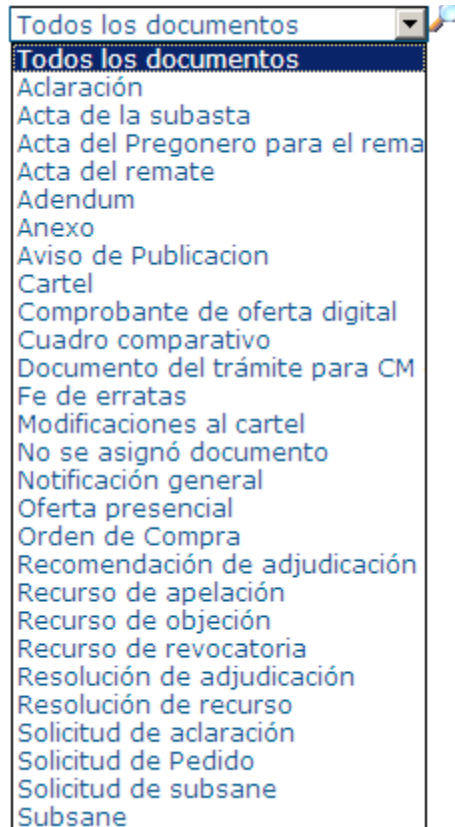 Todos los documentos
Todos los documentos
Aclaración
Acta de la subasta
Acta del Pregonero para el rema
Acta del remate
Adendum
Anexo
Aviso de Publicacion
Cartel
Comprobante de oferta digital
Cuadro comparativo
Documento del trámite para CM
Fe de erratas
Modificaciones al cartel
No se asignó documento
Notificación general
Oferta presencial
Orden de Compra
Recomendación de adjudicación
Recurso de apelación
Recurso de objeción
Recurso de revocatoria
Resolución de adjudicación
Resolución de recurso
Solicitud de aclaración
Solicitud de Pedido
Solicitud de subsane
Subsane